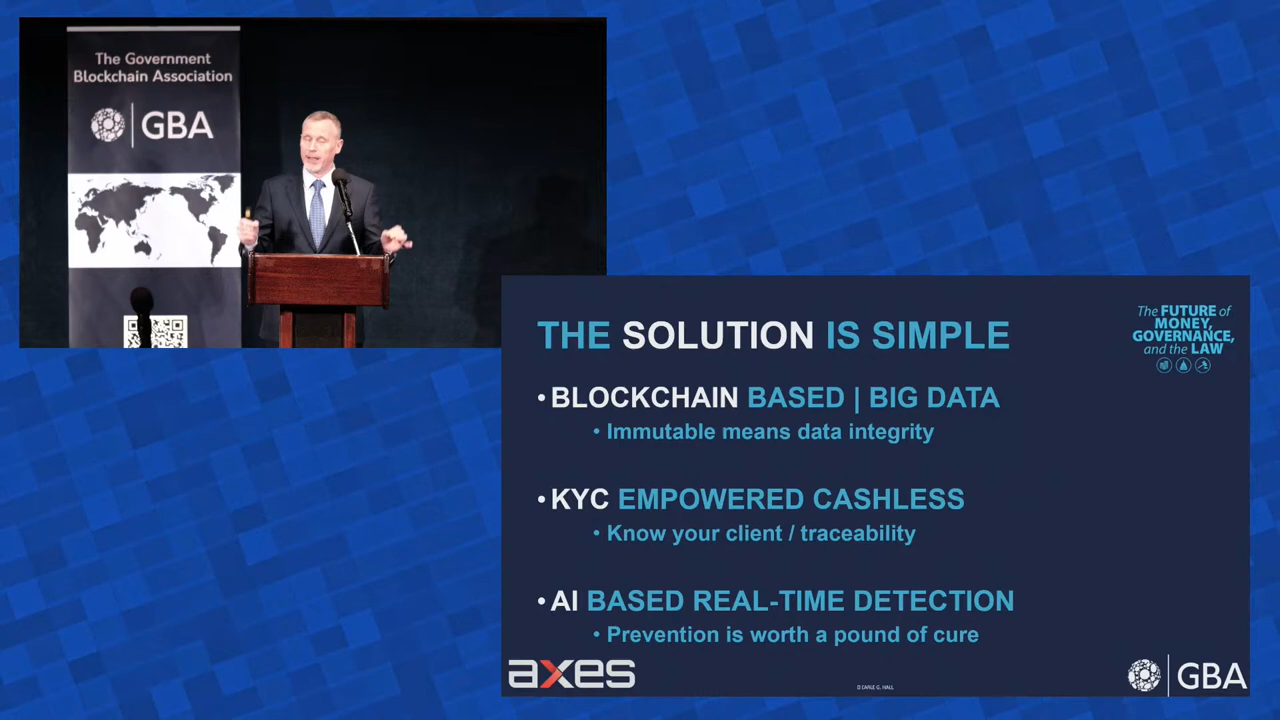 The Government
Blockchain Association
GBA
THE SOLUTION IS SIMPLE
The FUTURE of
MONEY,
GOVERNANCE,
and the LAW
• BLOCKCHAIN BASED | BIG DATA
• Immutable means data integrity
• KYC EMPOWERED CASHLESS
• Know your client / traceability
• AI BASED REAL-TIME DETECTION
• Prevention is worth a pound of cure
axes
© EARLE G. HALL
GBA